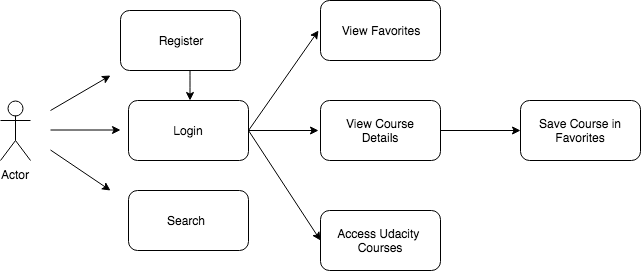 Register
View Favorites
Login
View Course
Details
Save Course in
Favorites
Actor
Search
Access Udacity
Courses